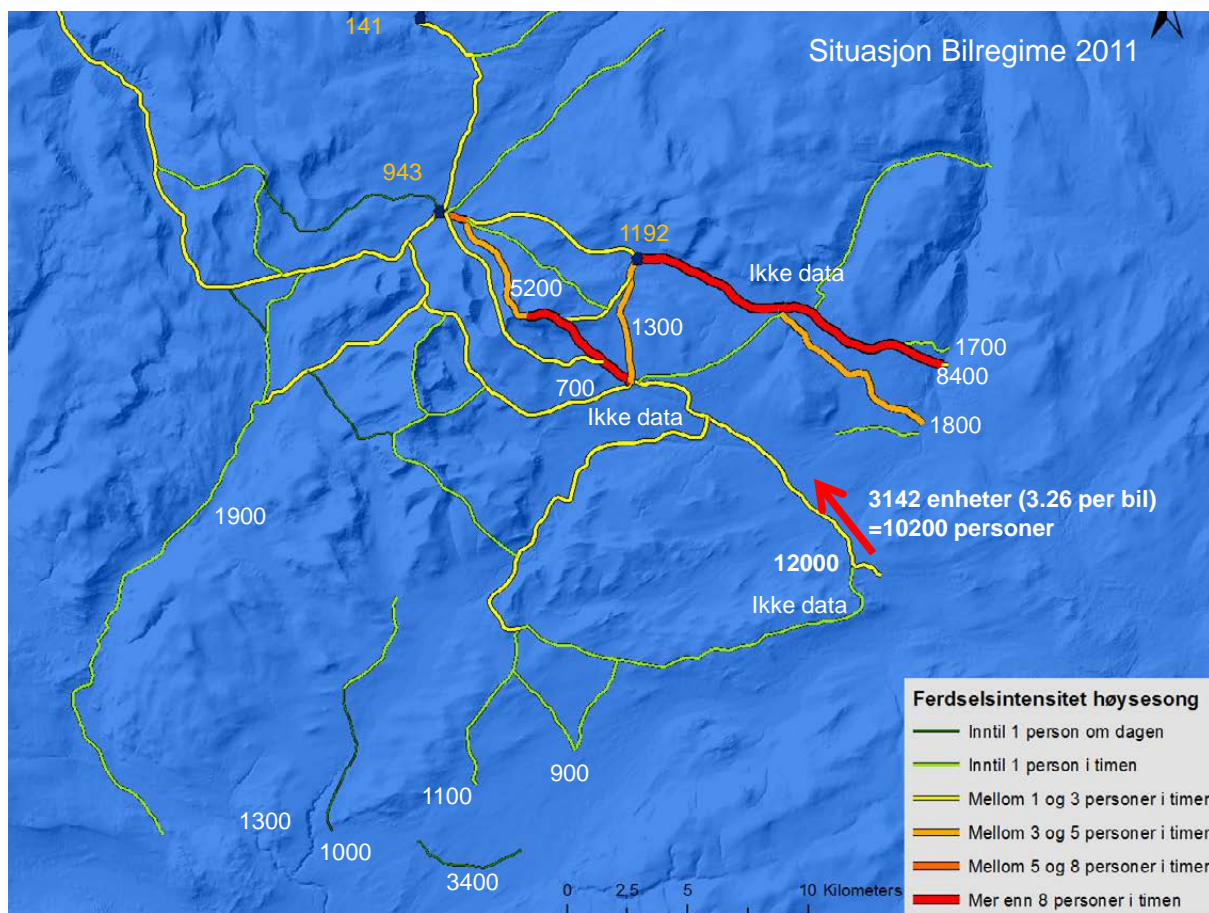 141
Situasjon Bilregime 2011
943
1192
Ikke data
5200
1300
1700
8400
700
Ikke data
1800
3142 enheter (3.26 per bil)
=10200 personer
1900
12000
Ikke data
900
1100
1300
1000
3400
Ferdselsintensitet høysesong
Inntil 1 person om dagen
Inntil 1 person i timen
Mellom 1 og 3 personer i timen
Mellom 3 og 5 personer i timen
Mellom 5 og 8 personer i timen
Mer enn 8 personer i timen
0 2,5 5 10 Kilometers